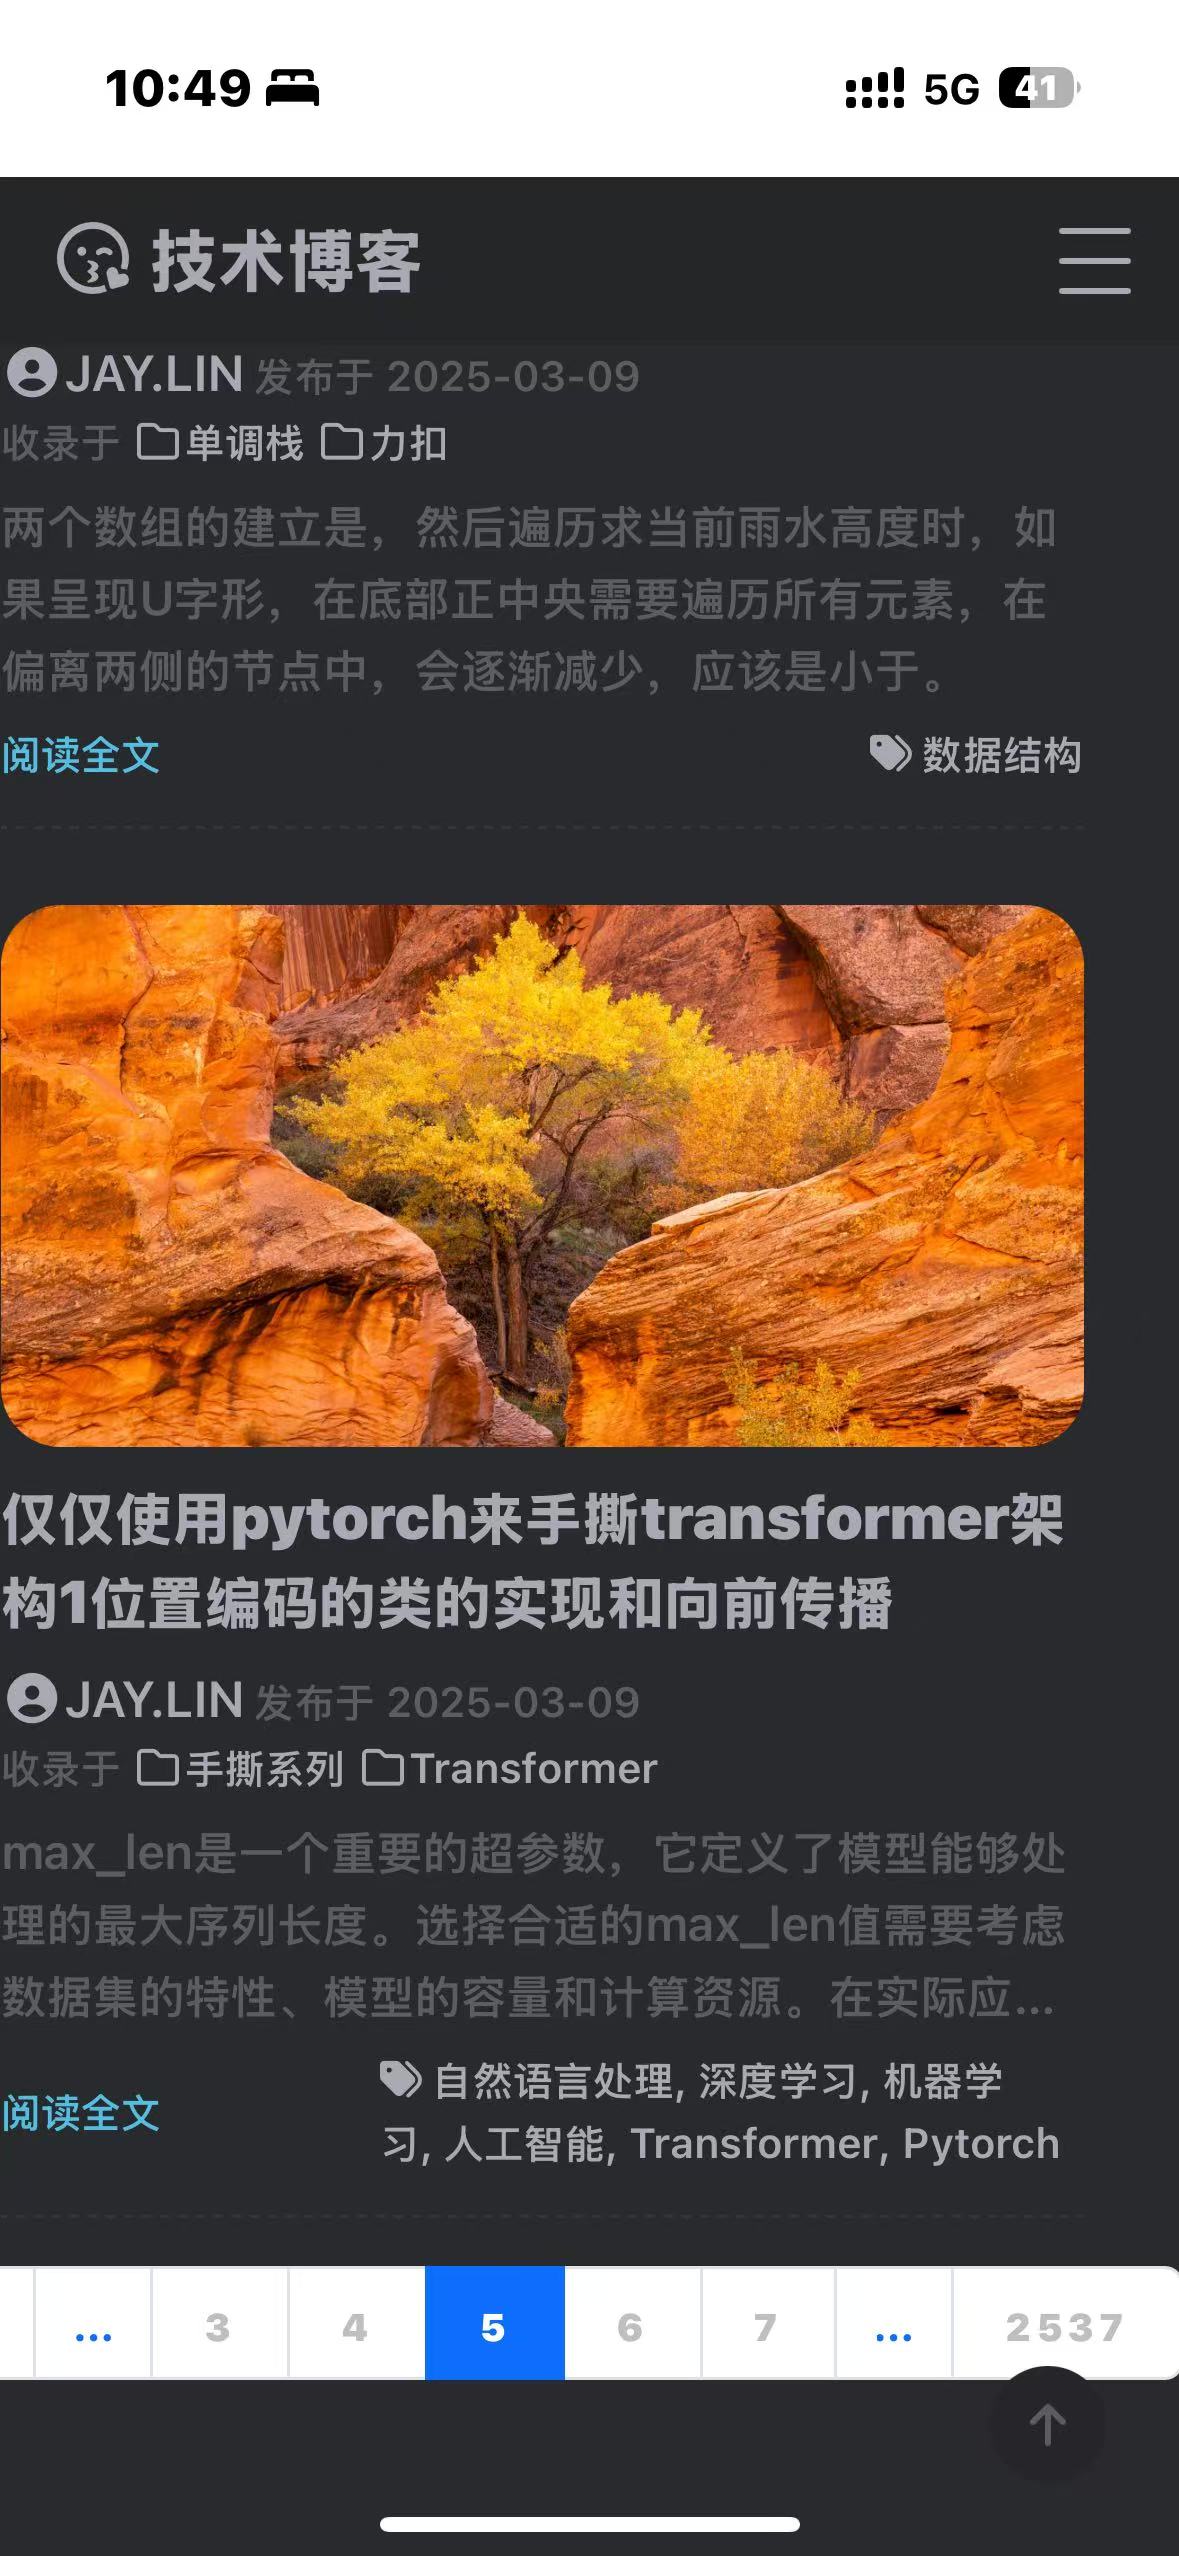 10:49
5G 41
技术博客
JAY.LIN 发布于 2025-03-09
收录于 单调栈 力扣
两个数组的建立是，然后遍历求当前雨水高度时，如
果呈现U字形，在底部正中央需要遍历所有元素，在
偏离两侧的节点中，会逐渐减少，应该是小于。
阅读全文 数据结构
仅仅使用pytorch来手撕transformer架
构1位置编码的类的实现和向前传播
JAY.LIN 发布于 2025-03-09
收录于 手撕系列 Transformer
max_len是一个重要的超参数，它定义了模型能够处
理的最大序列长度。选择合适的max_len值需要考虑
数据集的特性、模型的容量和计算资源。在实际应...
自然语言处理, 深度学习, 机器学
阅读全文
习, 人工智能, Transformer, Pytorch
... 3 4 5 6 7 ... 2537